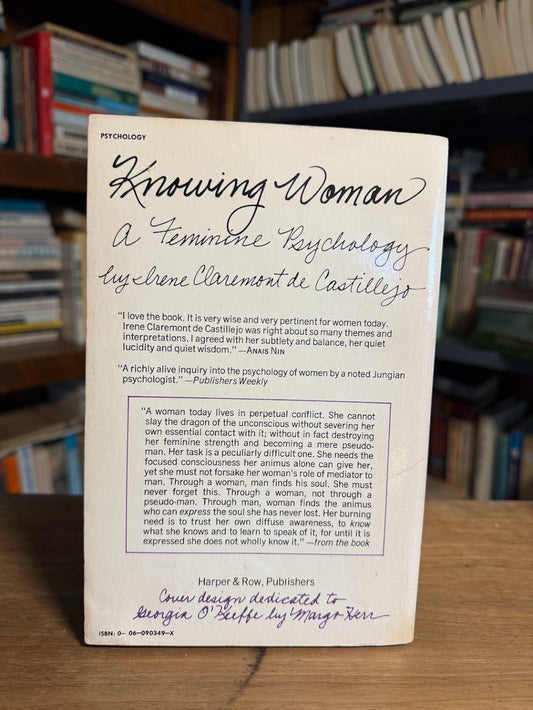 PSYCHOLOGY
Knowing Woman
A Feminine Psychology
by Irene Claremont de Castillejo
“I love the book. It is very wise and very pertinent for women today.
Irene Claremont de Castillejo was right about so many themes and
interpretations. I agreed with her subtlety and balance, her quiet
lucidity and quiet wisdom.” —ANAIS NIN
“A richly alive inquiry into the psychology of women by a noted Jungian
psychologist.” —Publishers Weekly
“A woman today lives in perpetual conflict. She cannot
slay the dragon of the unconscious without severing her
own essential contact with it; without in fact destroying
her feminine strength and becoming a mere pseudo-
man. Her task is a peculiarly difficult one. She needs the
focused consciousness her animus alone can give her,
yet she must not forsake her woman's role of mediator to
man. Through a woman, man finds his soul. She must
never forget this. Through a woman, not through a
pseudo-man. Through man, woman finds the animus
who can express the soul she has never lost. Her burning
need is to trust her own diffuse awareness, to know
what she knows and to learn to speak of it, for until it is
expressed she does not wholly know it.” —from the book
Harper & Row, Publishers
Cover design dedicated to
Georgia O'Keeffe by Margo Herr
ISBN: 0- 06-090349-X